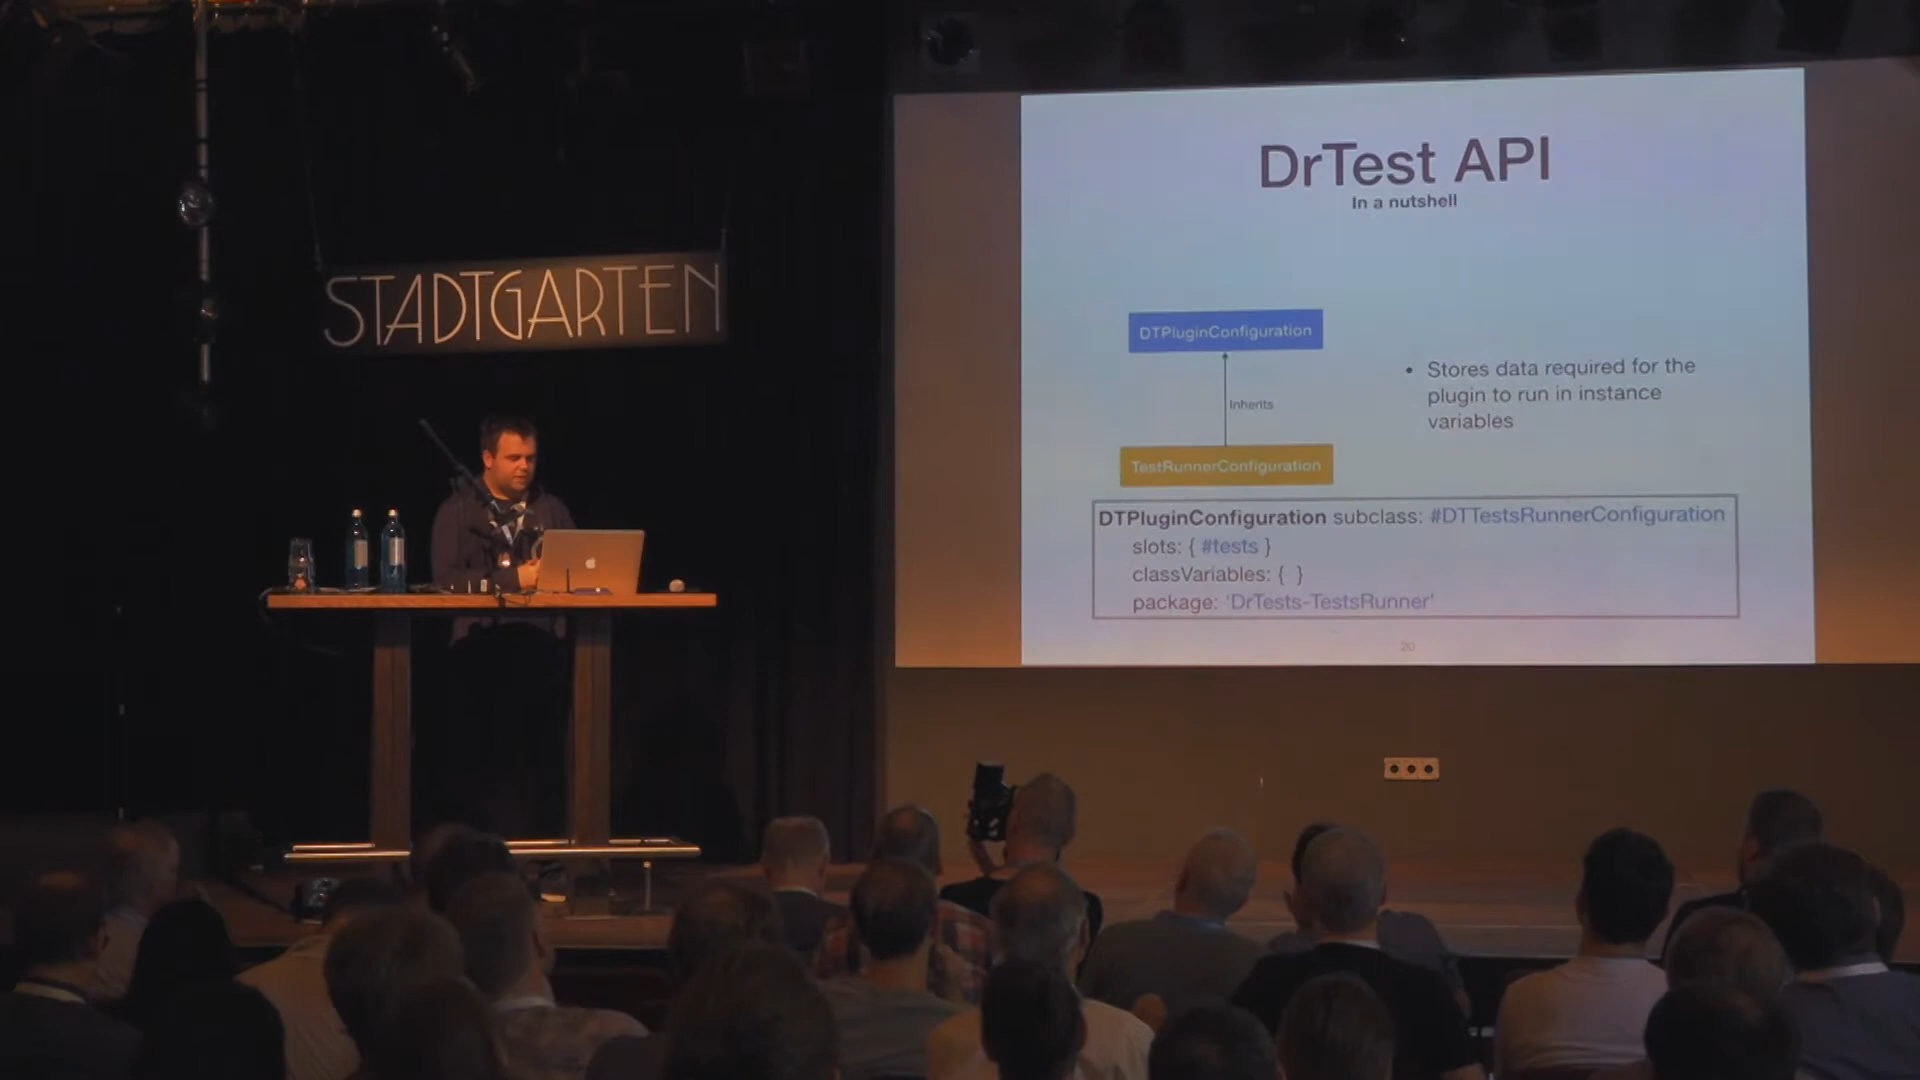 STADTGARTEN
DrTest API
In a nutshell
DTPluginConfiguration
Inherits
TestRunnerConfiguration
• Stores data required for the
plugin to run in instance
variables
DTPluginConfiguration subclass: #DTTestsRunnerConfiguration
slots: { #tests }
classVariables: { }
package: 'DrTests-TestsRunner'
20